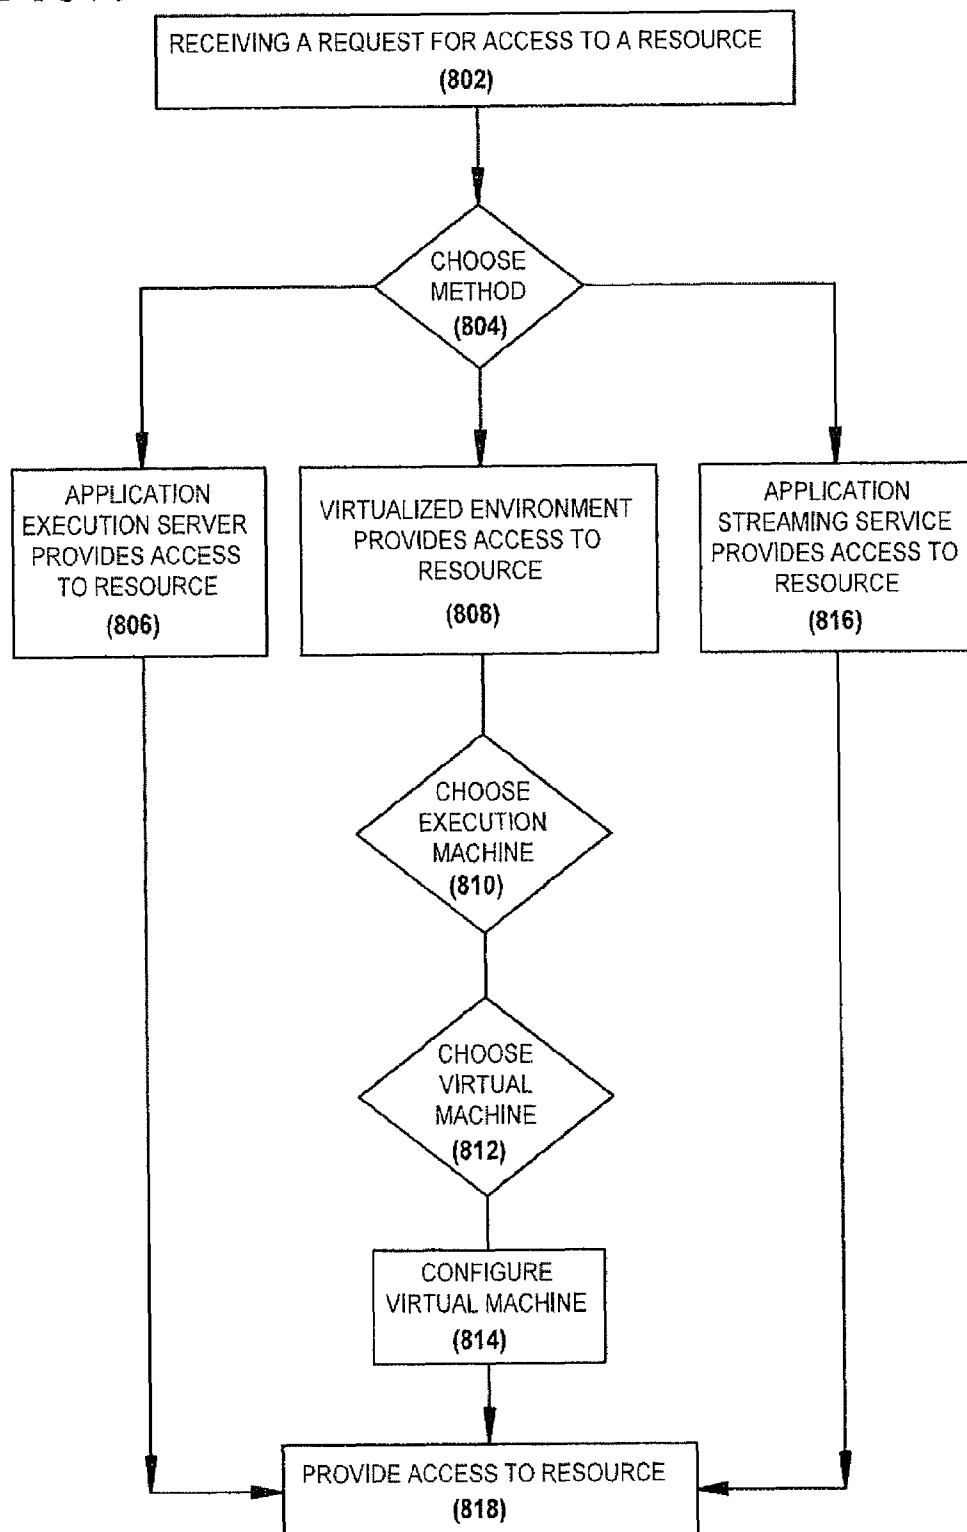 RECEIVING A REQUEST FOR ACCESS TO A RESOURCE
(802)
CHOOSE
METHOD
(804)
APPLICATION
EXECUTION SERVER
PROVIDES ACCESS
TO RESOURCE
(806)
VIRTUALIZED ENVIRONMENT
PROVIDES ACCESS TO
RESOURCE
(808)
APPLICATION
STREAMING SERVICE
PROVIDES ACCESS TO
RESOURCE
(816)
CHOOSE
EXECUTION
MACHINE
(810)
CHOOSE
VIRTUAL
MACHINE
(812)
CONFIGURE
VIRTUAL MACHINE
(814)
PROVIDE ACCESS TO RESOURCE
(818)